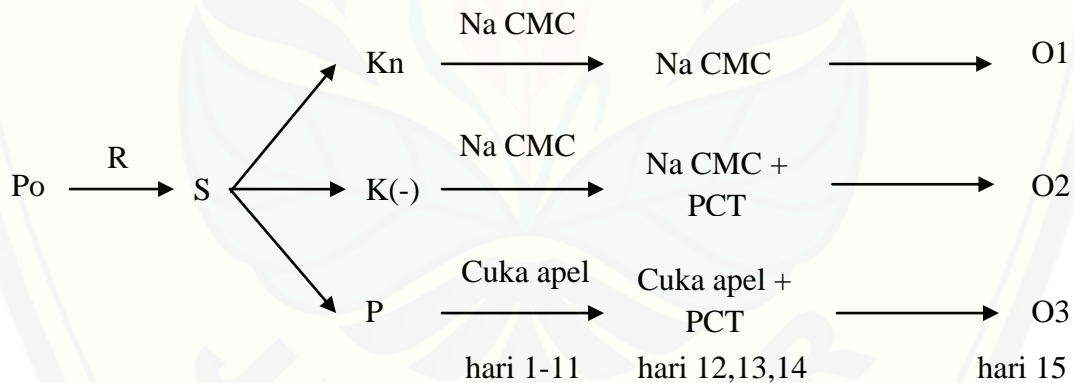 Na CMC
Kn
Na CMC
O1
R
Na CMC
Po
S
K(-)
Na CMC +
PCT
O2
Cuka apel
P
Cuka apel +
PCT
O3
hari 1-11
hari 12,13,14
hari 15